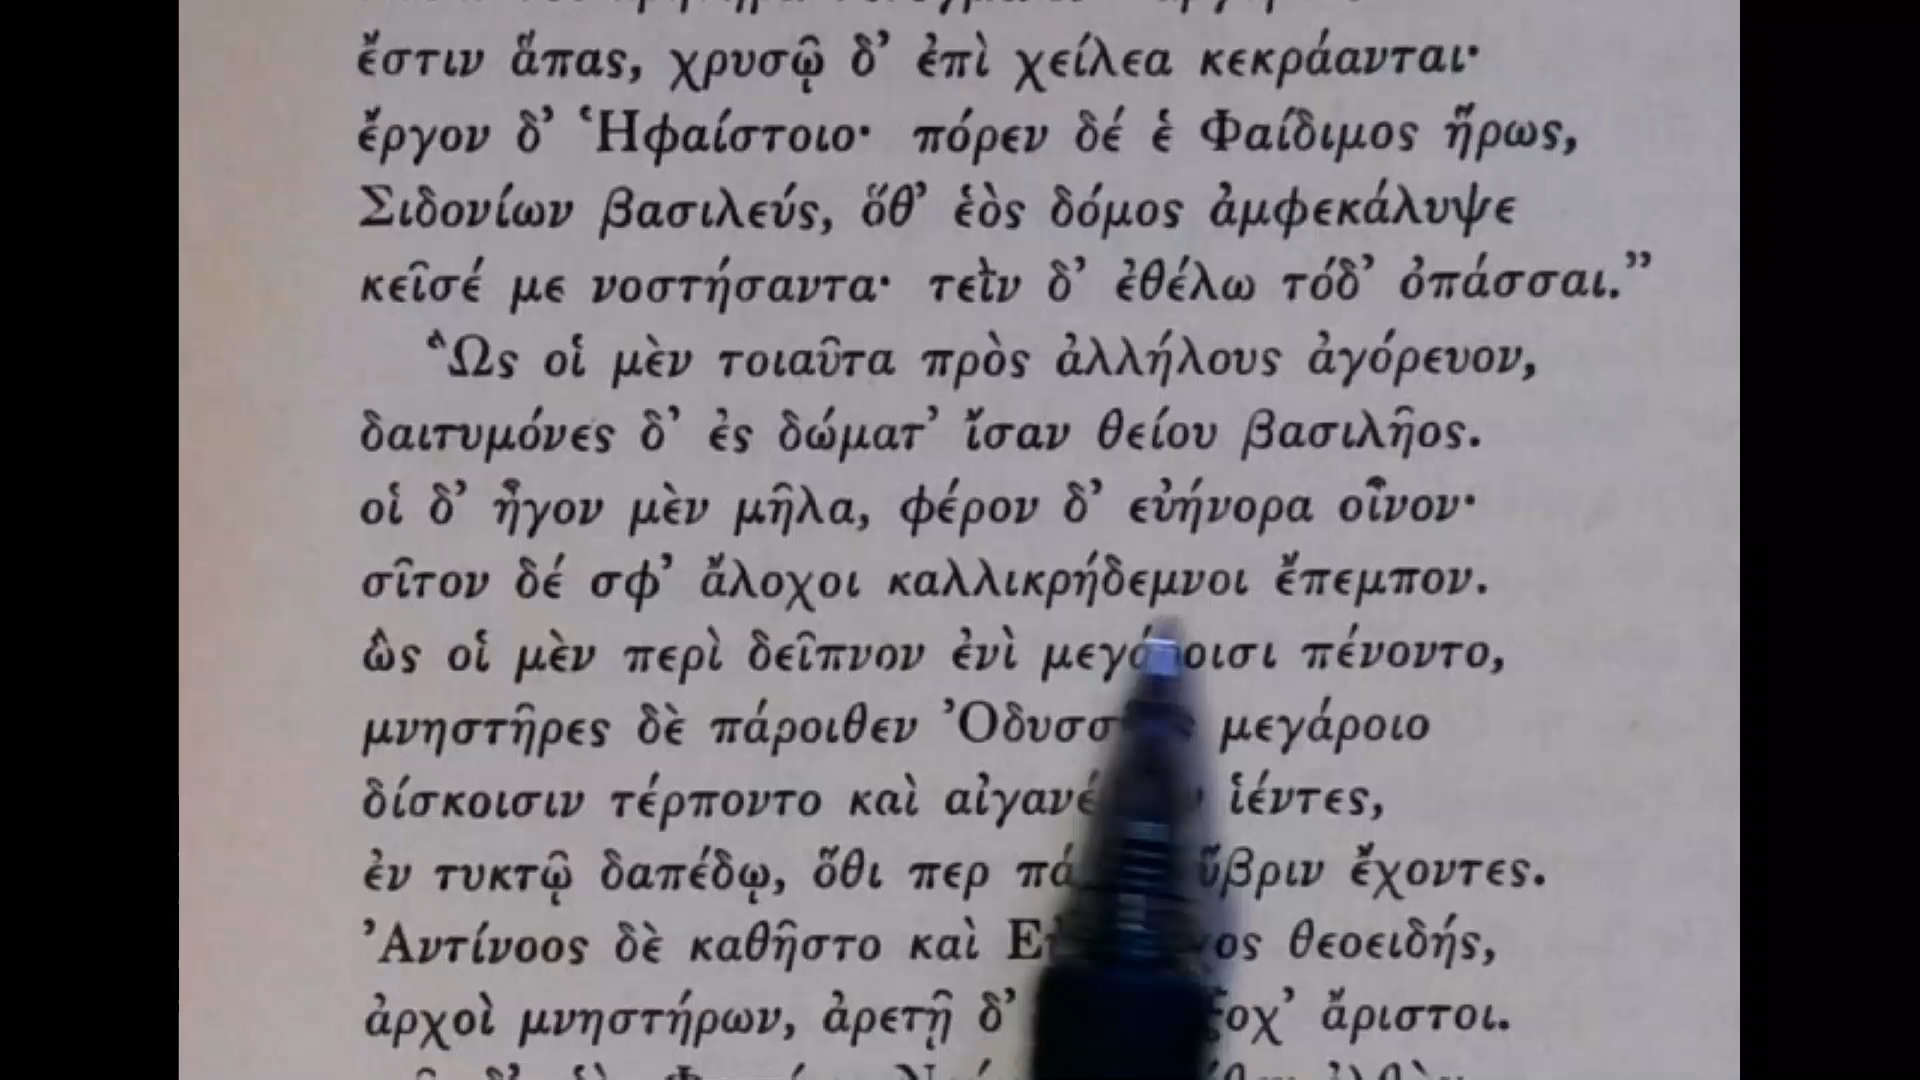 ἔστιν ἅπας, χρυσῷ δ’ ἐπὶ χείλεα κεκράανται·
ἔργον δ’ Ἡφαίστοιο· πόρεν δέ ἑ Φαίδιμος ἥρως,
Σιδονίων βασιλεύς, ὅθ’ ἑὸς δόμος ἀμφεκάλυψε
κεῖσέ με νοστήσαντα· τεῒν δ’ ἐθέλω τόδ’ ὀπάσσαι.”
Ὣς οἱ μὲν τοιαῦτα πρὸς ἀλλήλους ἀγόρευον,
δαιτυμόνες δ’ ἐς δώματ’ ἴσαν θείου βασιλῆος.
οἱ δ’ ἦγον μὲν μῆλα, φέρον δ’ εὐήνορα οἶνον·
σῖτον δέ σφ’ ἄλοχοι καλλικρήδεμνοι ἔπεμπον.
ὣς οἱ μὲν περὶ δεῖπνον ἐνὶ μεγάροισι πένοντο,
μνηστῆρες δὲ πάροιθεν μεγάροιο
δίσκοισιν τέρποντο καὶ ἱέντες,
ἐν τυκτῷ δαπέδῳ, ὅθι περ ὕβριν ἔχοντες.
Ἀντίνοος δὲ καθῆστο καὶ θεοειδής,
ἀρχοὶ μνηστήρων, ἀρετῇ δ’ ἄριστοι.